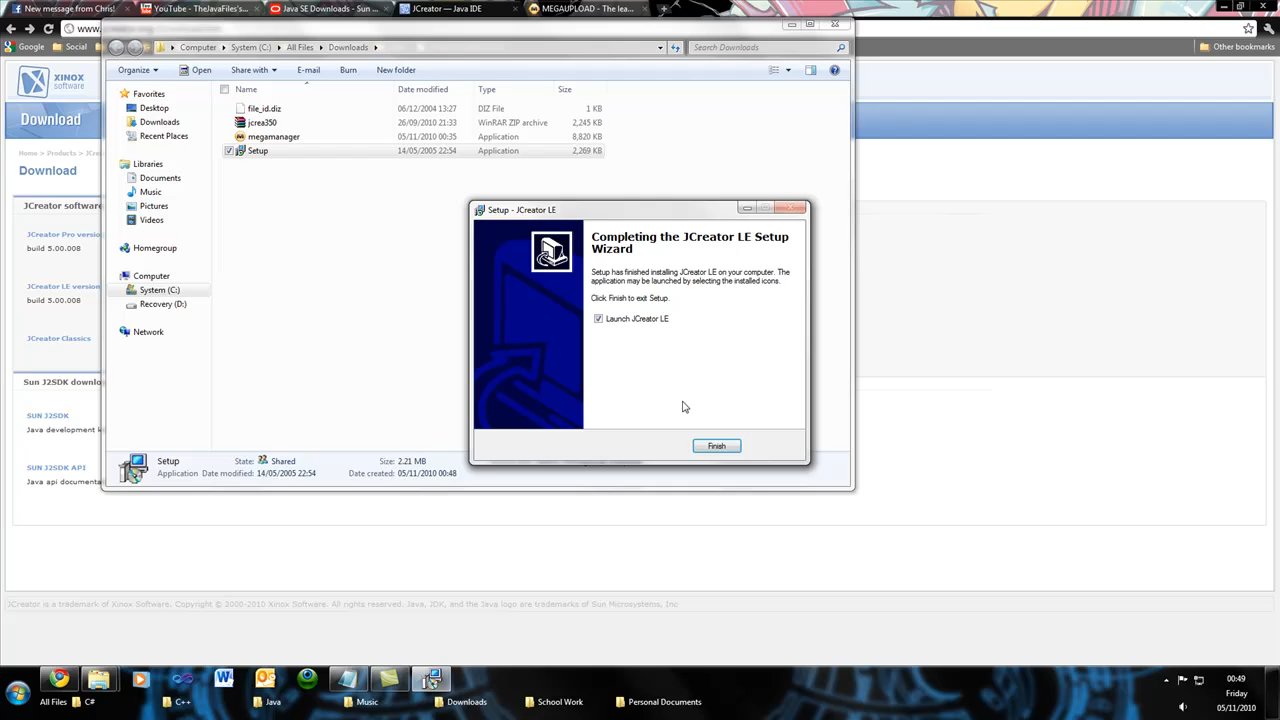 New message from Chris!
YouTube - TheJavaFiles's
Java SE Downloads - Sun
JCreator — Java IDE
MEGAUPLOAD - The lea
www.
Google
Social
Other bookmarks
Computer
System (C:)
All Files
Downloads
Search Downloads
XINOX
software
Organize
Open
Share with
E-mail
Burn
New folder
Favorites
Desktop
Downloads
Recent Places
Libraries
Documents
Music
Pictures
Videos
Homegroup
Computer
System (C:)
Recovery (D:)
Network
Name
Date modified
Type
Size
file_id.diz
06/12/2004 13:27
DIZ File
1 KB
jcrea350
26/09/2010 21:33
WinRAR ZIP archive
2,245 KB
megamanager
05/11/2010 00:35
Application
8,820 KB
Setup
14/05/2005 22:54
Application
2,269 KB
Download
Home > Products > JCre
Download
JCreator software
JCreator Pro versio
build 5.00.008
JCreator LE version
build 5.00.008
JCreator Classics
Sun J2SDK downlo
SUN J2SDK
Java development k
SUN J2SDK API
Java api documenta
Setup - JCreator LE
Completing the JCreator LE Setup
Wizard
Setup has finished installing JCreator LE on your computer. The
application may be launched by selecting the installed icons.
Click Finish to exit Setup.
Launch JCreator LE
Finish
Setup
State:
Shared
Size: 2.21 MB
Application
Date modified: 14/05/2005 22:54
Date created: 05/11/2010 00:48
JCreator is a trademark of Xinox Software. Copyright © 2000-2010 Xinox Software. All rights reserved. Java, JDK, and the Java logo are trademarks of Sun Microsystems, Inc
All Files
C#
C++
Java
Music
Downloads
School Work
Personal Documents
00:49
Friday
05/11/2010